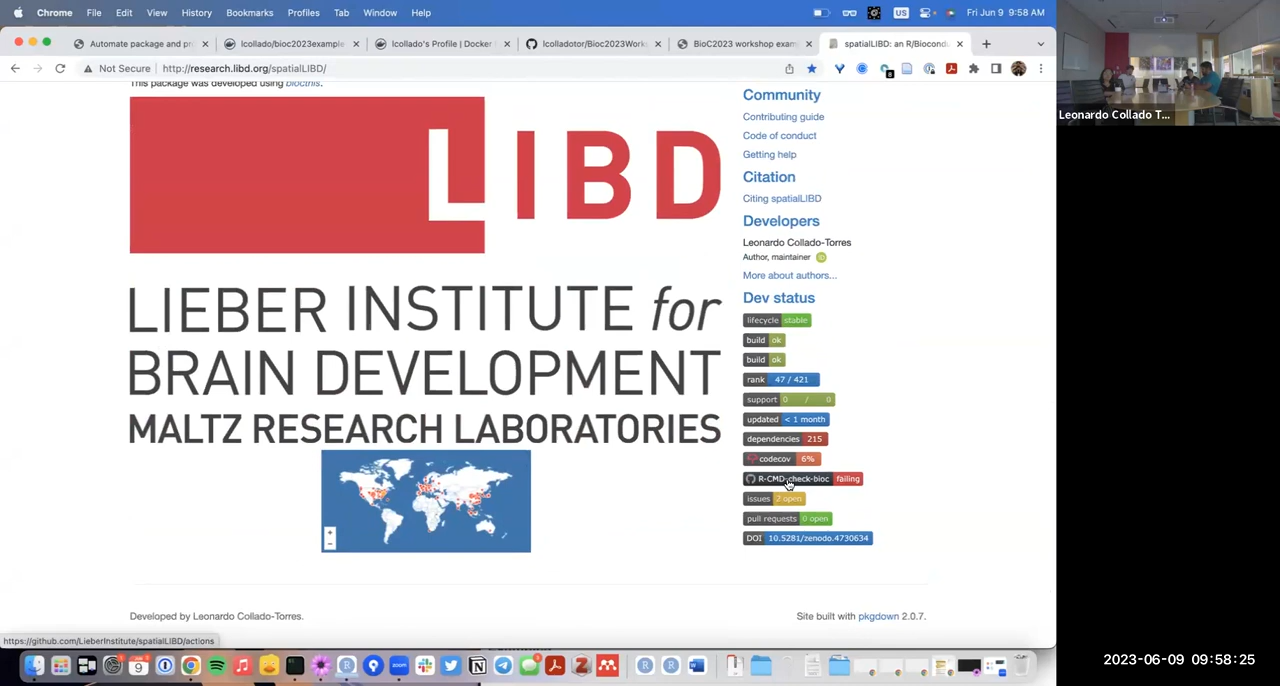 Chrome File Edit View History Bookmarks Profiles Tab Window Help US Fri Jun 9 9:58 AM
Automate package and pr lcollado/bioc2023example lcollado's Profile | Docker lcolladotor/Bioc2023Works BioC2023 workshop exam spatialLIBD: an R/Biocondu
Not Secure http://research.libd.org/spatialLIBD/
8
This package was developed using biocthis.
LIBD
LIEBER INSTITUTE for
BRAIN DEVELOPMENT
MALTZ RESEARCH LABORATORIES
+
−
Community
Contributing guide
Code of conduct
Getting help
Citation
Citing spatialLIBD
Developers
Leonardo Collado-Torres
Author, maintainer iD
More about authors...
Dev status
lifecycle stable
build ok
build ok
rank 47 / 421
support 0 / 0
updated < 1 month
dependencies 215
codecov 6%
R-CMD-check-bioc failing
issues 2 open
pull requests 0 open
DOI 10.5281/zenodo.4730634
Developed by Leonardo Collado-Torres.
Site built with pkgdown 2.0.7.
https://github.com/LieberInstitute/spatialLIBD/actions
Leonardo Collado T...
2023-06-09 09:58:25